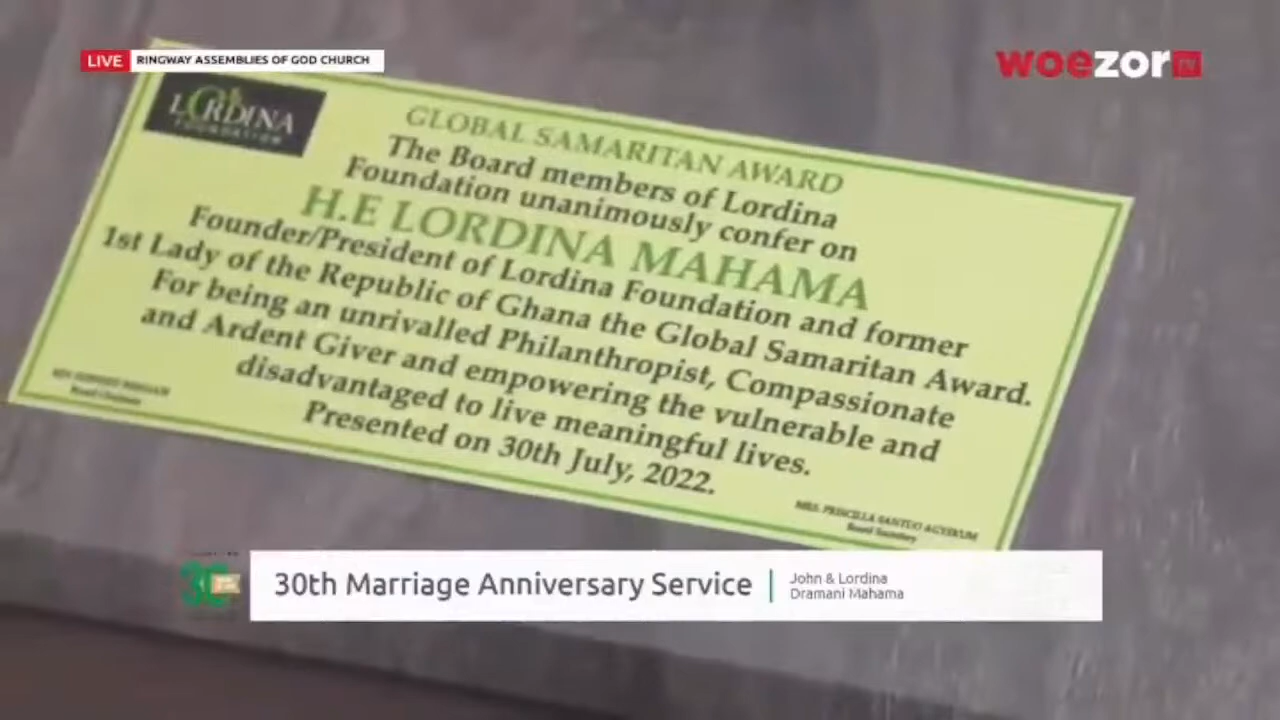 LIVE RINGWAY ASSEMBLIES OF GOD CHURCH
woezor TV
LORDINA
FOUNDATION
GLOBAL SAMARITAN AWARD
The Board members of Lordina
Foundation unanimously confer on
H.E LORDINA MAHAMA
Founder/President of Lordina Foundation and former
1st Lady of the Republic of Ghana the Global Samaritan Award.
For being an unrivalled Philanthropist, Compassionate
and Ardent Giver and empowering the vulnerable and
disadvantaged to live meaningful lives.
Presented on 30th July, 2022.
Board Chairman
MRS. PRISCILLA
Board Secretary
30
30th Marriage Anniversary Service
John & Lordina
Dramani Mahama